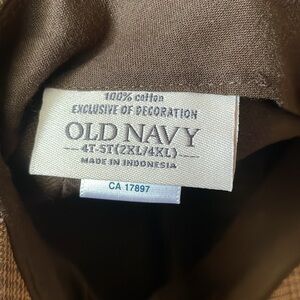 100% cotton
EXCLUSIVE OF DECORATION
OLD NAVY
4T-5T(2XL/4XL)
MADE IN INDONESIA
CA 17897